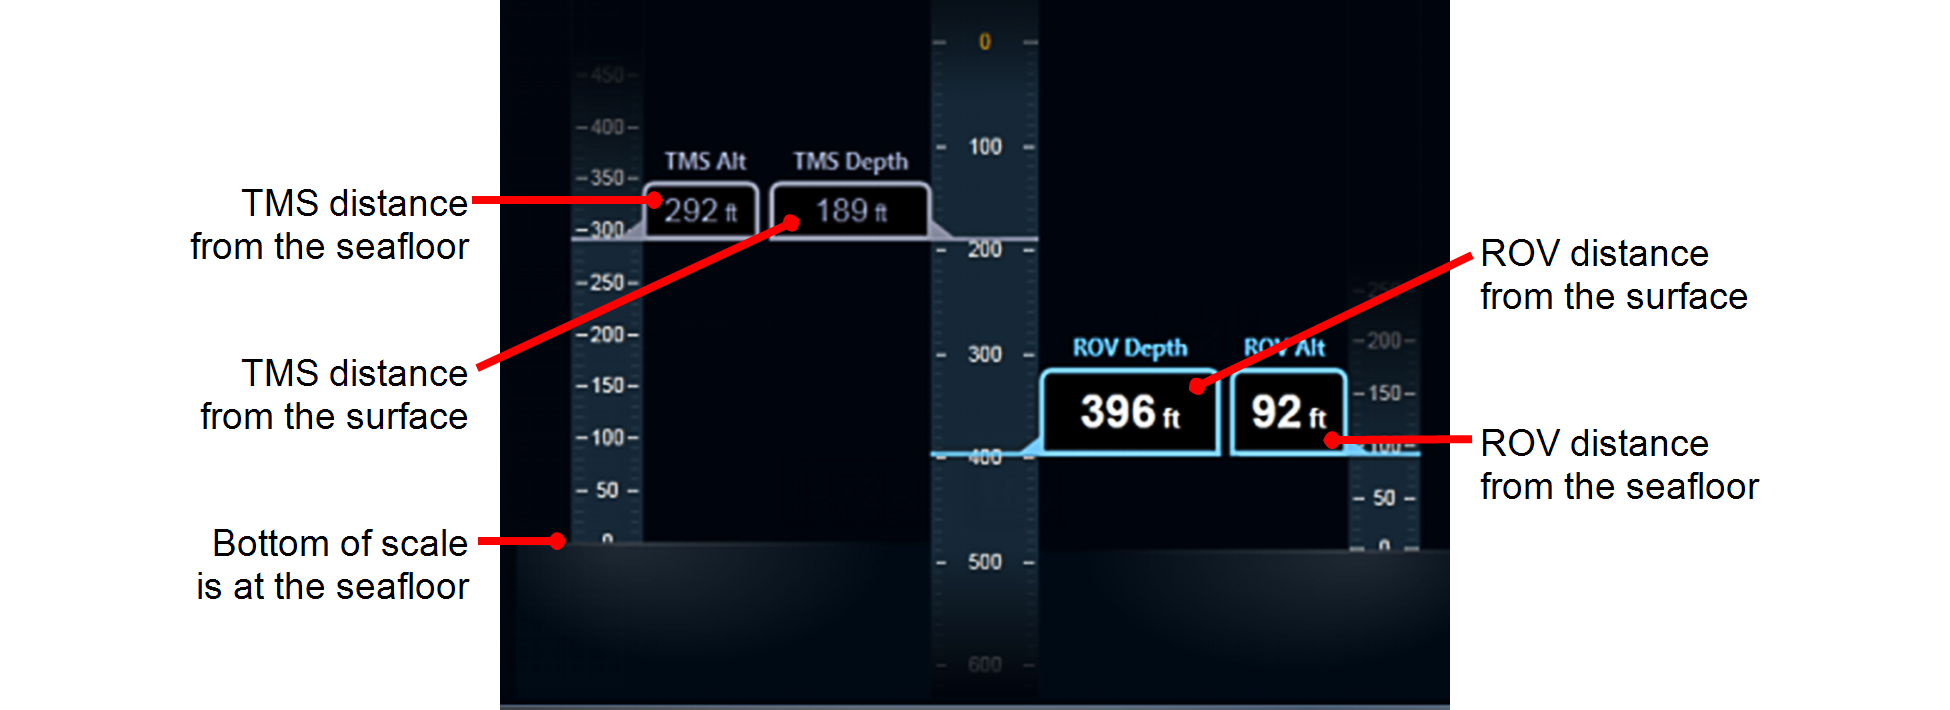 TMS distance
from the seafloor
TMS distance
from the surface
Bottom of scale
is at the seafloor
450
400
350
300
250
200
150
100
50
0
TMS Alt
292 ft
TMS Depth
189 ft
0
100
200
300
400
500
600
ROV Depth
396 ft
ROV Alt
92 ft
250
200
150
100
50
0
ROV distance
from the surface
ROV distance
from the seafloor